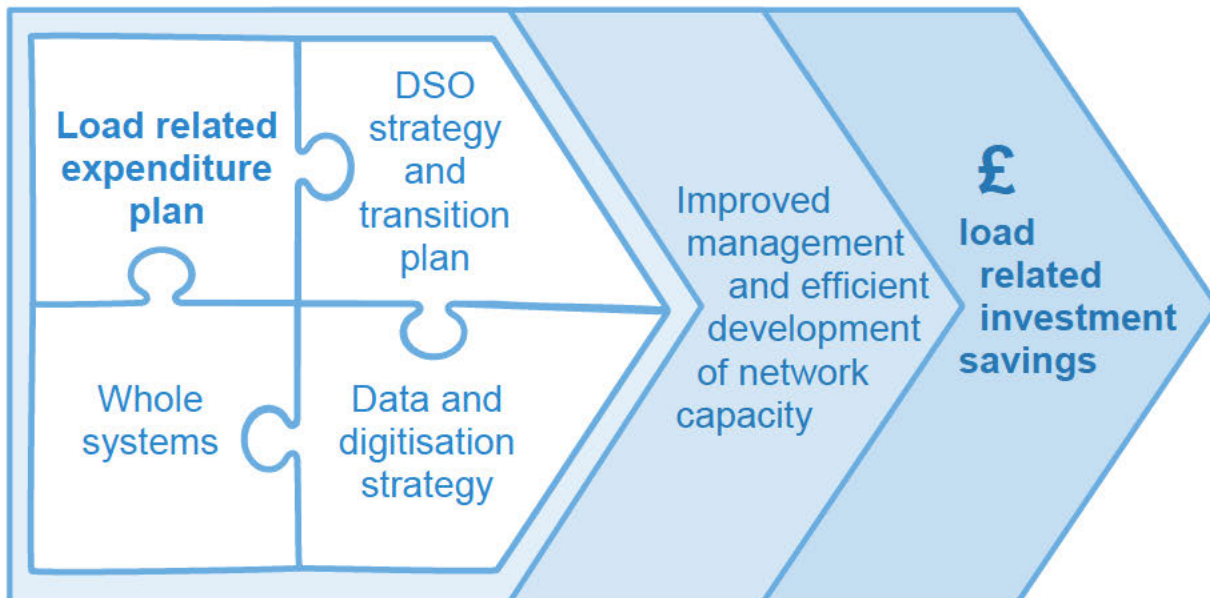 Load related
expenditure
plan
DSO
strategy
and
transition
plan
Whole
systems
Data and
digitisation
strategy
Improved
management
and efficient
development
of network
capacity
£
load
related
investment
savings